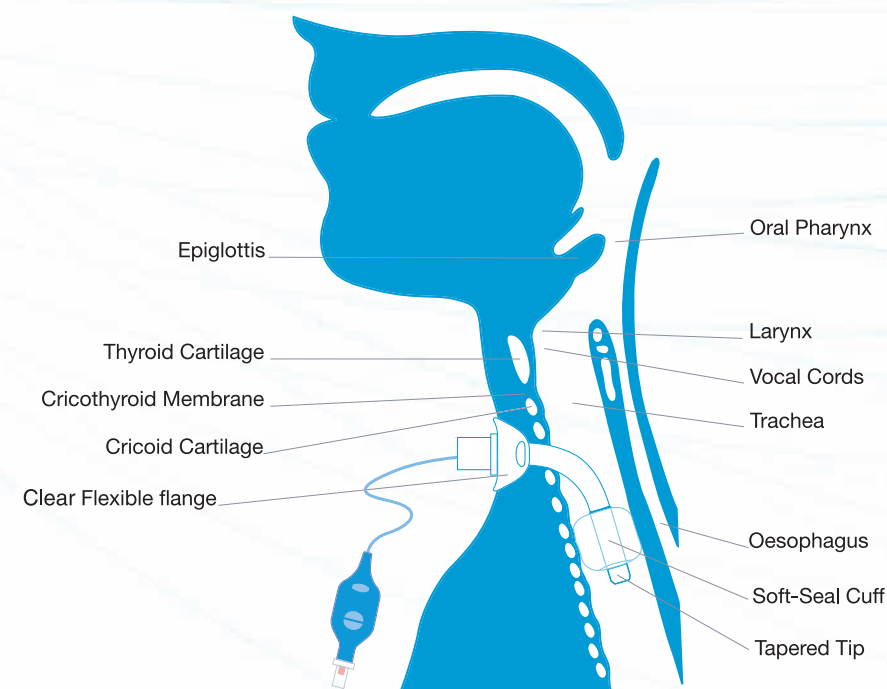 Epiglottis
Thyroid Cartilage
Cricothyroid Membrane
Cricoid Cartilage
Clear Flexible flange
Oral Pharynx
Larynx
Vocal Cords
Trachea
Oesophagus
Soft-Seal Cuff
Tapered Tip